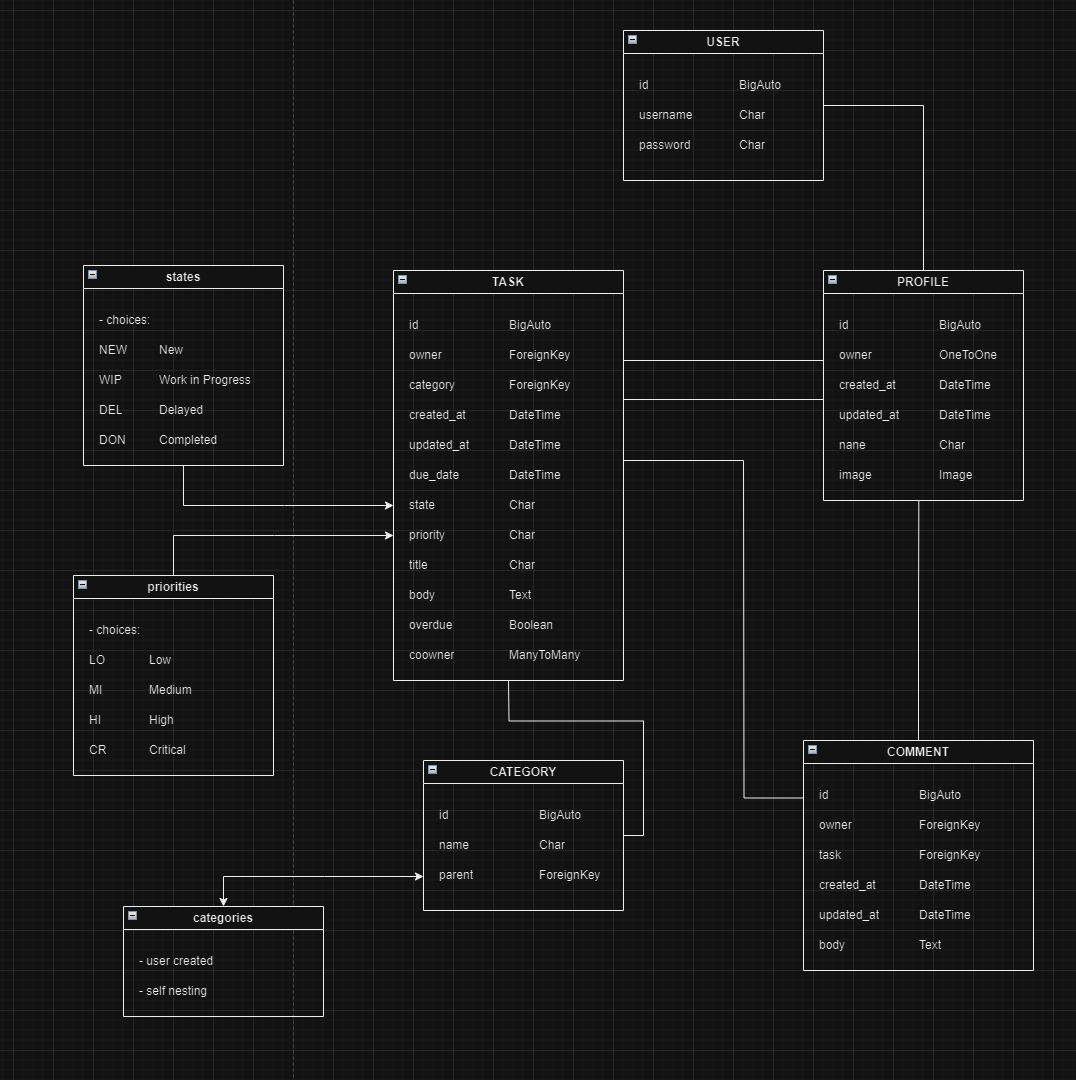 USER
id BigAuto
username Char
password Char
states
- choices:
NEW New
WIP Work in Progress
DEL Delayed
DON Completed
TASK
id BigAuto
owner ForeignKey
category ForeignKey
created_at DateTime
updated_at DateTime
due_date DateTime
state Char
priority Char
title Char
body Text
overdue Boolean
coowner ManyToMany
PROFILE
id BigAuto
owner OneToOne
created_at DateTime
updated_at DateTime
nane Char
image Image
priorities
- choices:
LO Low
MI Medium
HI High
CR Critical
CATEGORY
id BigAuto
name Char
parent ForeignKey
COMMENT
id BigAuto
owner ForeignKey
task ForeignKey
created_at DateTime
updated_at DateTime
body Text
categories
- user created
- self nesting